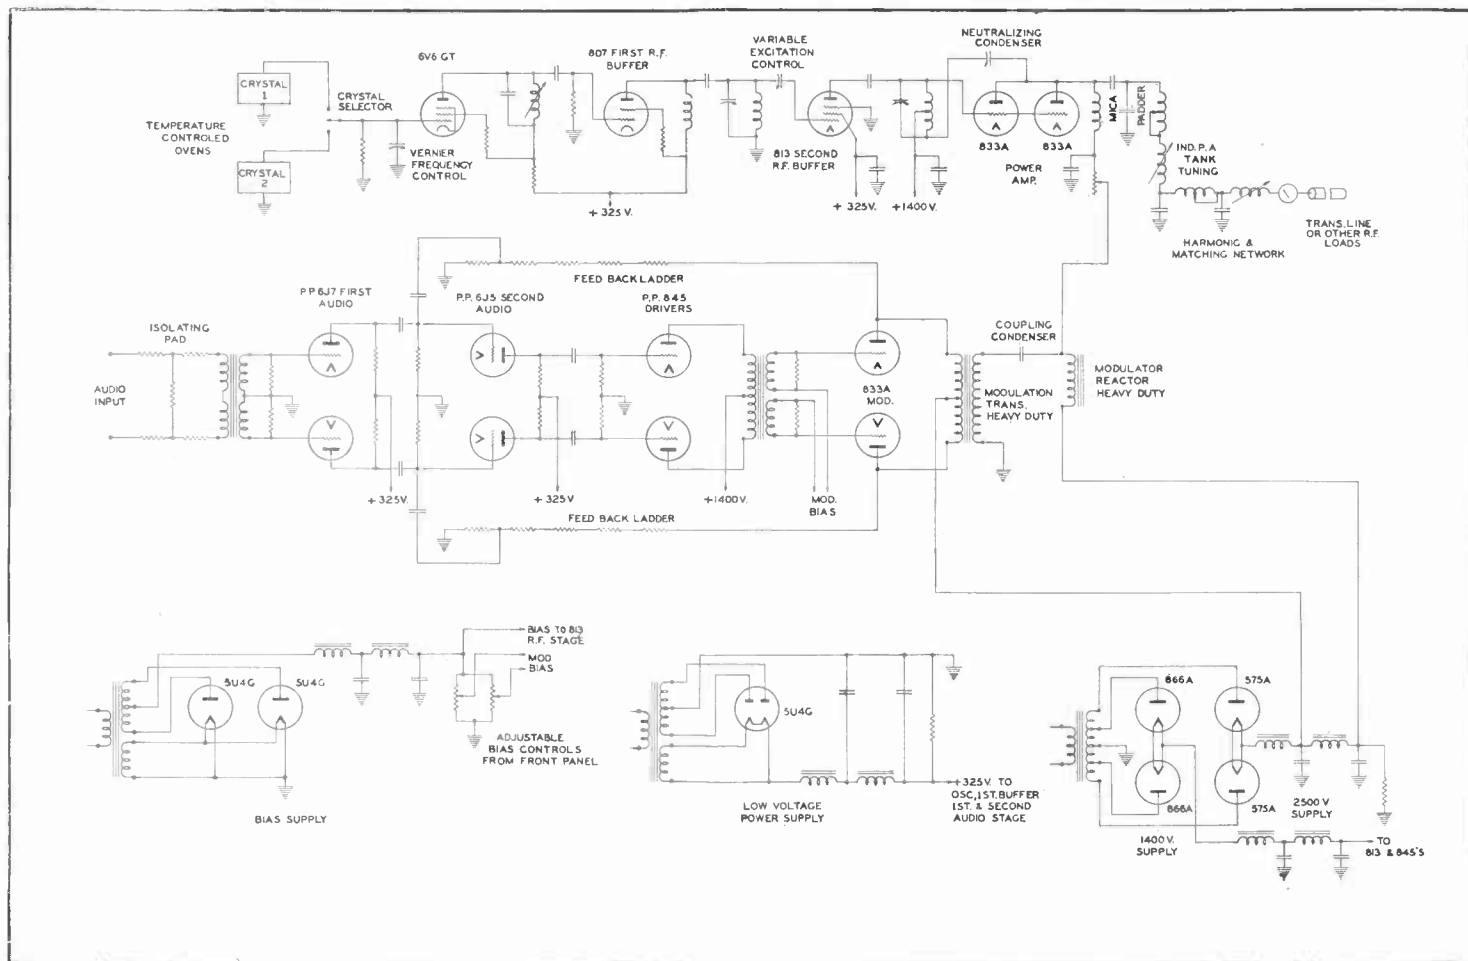 CRYSTAL
1
TEMPERATURE
CONTROLED
OVENS
CRYSTAL
2
CRYSTAL
SELECTOR
6V6 GT
VERNIER
FREQUENCY
CONTROL
807 FIRST R.F.
BUFFER
+ 325 V.
VARIABLE
EXCITATION
CONTROL
813 SECOND
R.F. BUFFER
+ 325V.
+1400V.
NEUTRALIZING
CONDENSER
833A
833A
POWER
AMP.
MICA
PADDER
IND. P.A
TANK
TUNING
HARMONIC &
MATCHING NETWORK
TRANS. LINE
OR OTHER R.F.
LOADS
FEED BACK LADDER
ISOLATING
PAD
AUDIO
INPUT
P.P 6J7 FIRST
AUDIO
+ 325V.
P.P. 6J5 SECOND
AUDIO
+ 325V.
P.P. 845
DRIVERS
+1400V.
MOD.
BIAS
833A
MOD.
MODULATION
TRANS.
HEAVY DUTY
COUPLING
CONDENSER
MODULATOR
REACTOR
HEAVY DUTY
FEED BACK LADDER
5U4G
5U4G
BIAS TO 813
R.F. STAGE
MOD
BIAS
ADJUSTABLE
BIAS CONTROLS
FROM FRONT PANEL
BIAS SUPPLY
5U4G
LOW VOLTAGE
POWER SUPPLY
+325V. TO
OSC, 1ST. BUFFER
1ST. & SECOND
AUDIO STAGE
866A
575A
866A
575A
1400V.
SUPPLY
2500 V
SUPPLY
TO
813 & 845'S